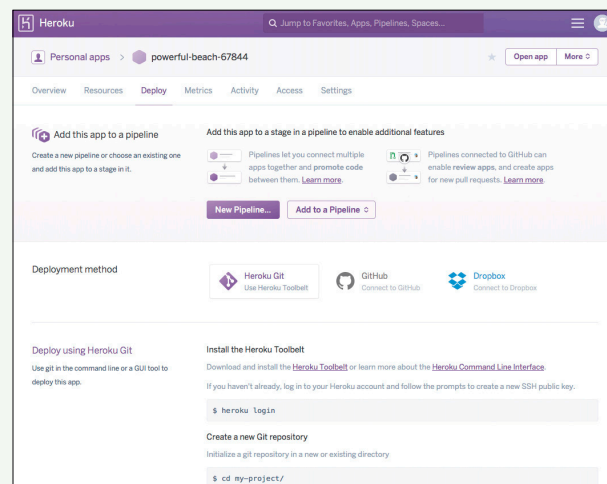 Heroku
Jump to Favorites, Apps, Pipelines, Spaces...
Personal apps > powerful-beach-67844
Open app
More
Overview Resources Deploy Metrics Activity Access Settings
Add this app to a pipeline
Create a new pipeline or choose an existing one
and add this app to a stage in it.
Add this app to a stage in a pipeline to enable additional features
Pipelines let you connect multiple
apps together and promote code
between them. Learn more.
Pipelines connected to GitHub can
enable review apps, and create apps
for new pull requests. Learn more.
New Pipeline...
Add to a Pipeline
Deployment method
Heroku Git
Use Heroku Toolbelt
GitHub
Connect to GitHub
Dropbox
Connect to Dropbox
Deploy using Heroku Git
Use git in the command line or a GUI tool to
deploy this app.
Install the Heroku Toolbelt
Download and install the Heroku Toolbelt or learn more about the Heroku Command Line Interface.
If you haven't already, log in to your Heroku account and follow the prompts to create a new SSH public key.
$ heroku login
Create a new Git repository
Initialize a git repository in a new or existing directory
$ cd my-project/